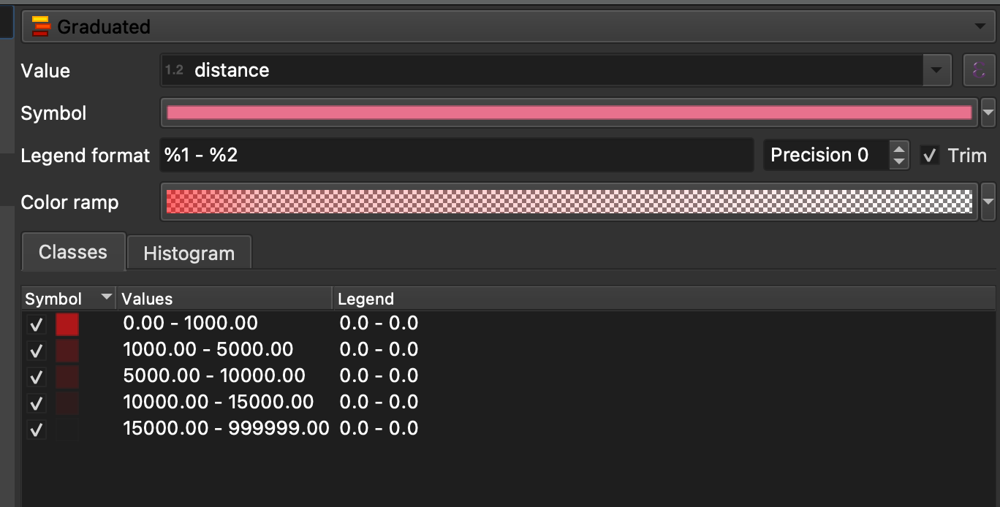 Graduated
Value 1.2 distance ε
Symbol
Legend format %1 - %2 Precision 0 Trim
Color ramp
Classes Histogram
Symbol Values Legend
0.00 - 1000.00 0.0 - 0.0
1000.00 - 5000.00 0.0 - 0.0
5000.00 - 10000.00 0.0 - 0.0
10000.00 - 15000.00 0.0 - 0.0
15000.00 - 999999.00 0.0 - 0.0